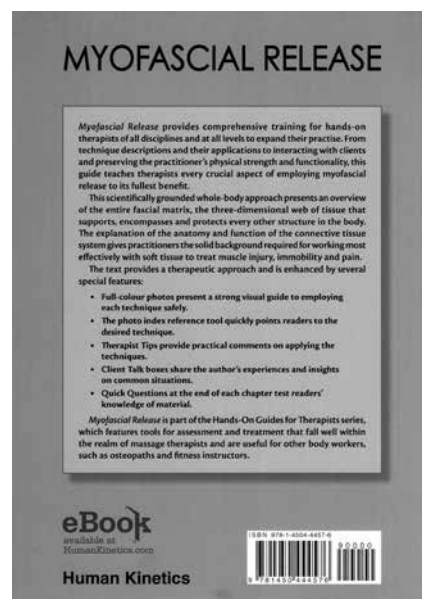 MYOFASCIAL RELEASE
Myofascial Release provides comprehensive training for hands-on
therapists of all disciplines and at all levels to expand their practise. From
technique descriptions and their applications to interacting with clients
and preserving the practitioner's physical strength and functionality, this
guide teaches therapists every crucial aspect of employing myofascial
release to its fullest benefit.
This scientifically grounded whole-body approach presents an overview
of the entire fascial matrix, the three-dimensional web of tissue that
supports, encompasses and protects every other structure in the body.
The explanation of the anatomy and function of the connective tissue
system gives practitioners the solid background required for working most
effectively with soft tissue to treat muscle injury, immobility and pain.
The text provides a therapeutic approach and is enhanced by several
special features:
• Full-colour photos present a strong visual guide to employing
each technique safely.
• The photo index reference tool quickly points readers to the
desired technique.
• Therapist Tips provide practical comments on applying the
techniques.
• Client Talk boxes share the author's experiences and insights
on common situations.
• Quick Questions at the end of each chapter test readers'
knowledge of material.
Myofascial Release is part of the Hands-On Guides for Therapists series,
which features tools for assessment and treatment that fall well within
the realm of massage therapists and are useful for other body workers,
such as osteopaths and fitness instructors.
eBook
available at
HumanKinetics.com
Human Kinetics
ISBN 978-1-4504-4457-6
90000
9 781450 444576